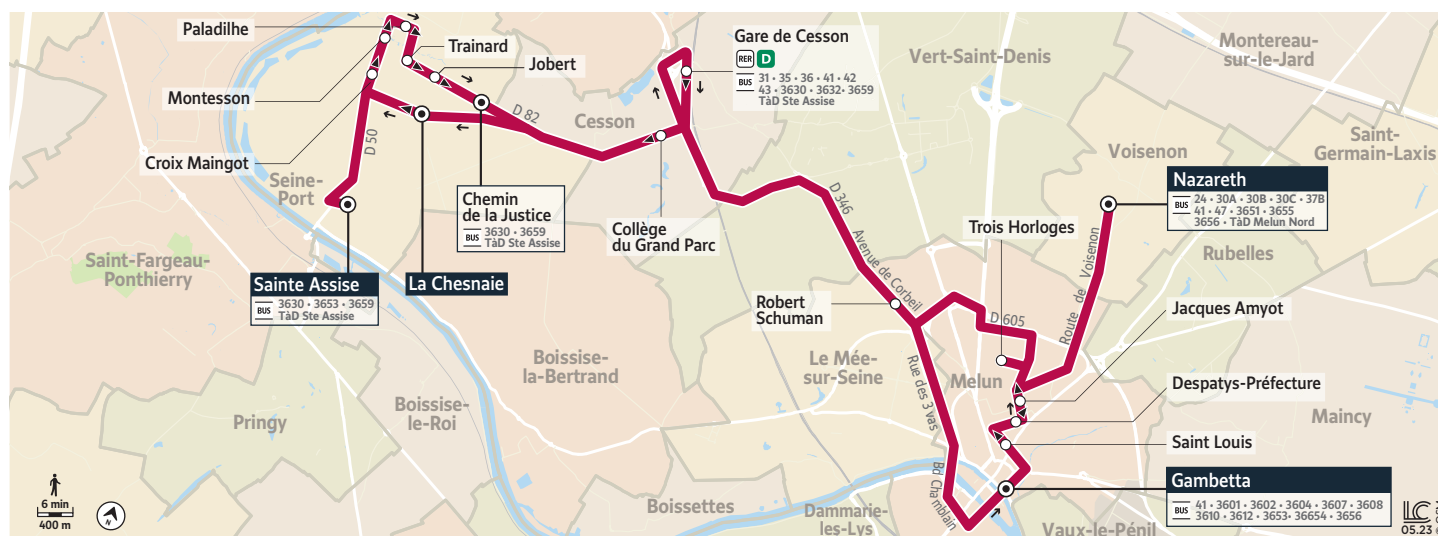 Paladilhe
Trainard
Jobert
Montesson
Croix Maingot
D 50
D 82
Seine-
Port
Cesson
Gare de Cesson
RER D
BUS
31 • 35 • 36 • 41 • 42
43 • 3630 • 3632 • 3659
TàD Ste Assise
Vert-Saint-Denis
Montereau-
sur-le-Jard
Saint-
Germain-Laxis
Voisenon
Nazareth
BUS
24 • 30A • 30B • 30C • 37B
41 • 47 • 3651 • 3655
3656 • TàD Melun Nord
Chemin
de la Justice
BUS
3630 • 3659
TàD Ste Assise
Collège
du Grand Parc
D 346
Avenue de Corbeil
Trois Horloges
Route de Voisenon
Rubelles
Saint-Fargeau-
Ponthierry
Sainte Assise
BUS
3630 • 3653 • 3659
TàD Ste Assise
La Chesnaie
Robert
Schuman
D 605
Jacques Amyot
Boissise-
la-Bertrand
Le Mée-
sur-Seine
Rue des 3 vas
Melun
Despatys-Préfecture
Maincy
Pringy
Boissise-
le-Roi
Saint Louis
Bd Chamblain
Gambetta
BUS
41 • 3601 • 3602 • 3604 • 3607 • 3608
3610 • 3612 • 3653 • 36654 • 3656
Boissettes
Dammarie-
les-Lys
Vaux-le-Pénil
6 min
400 m
LC
05.23